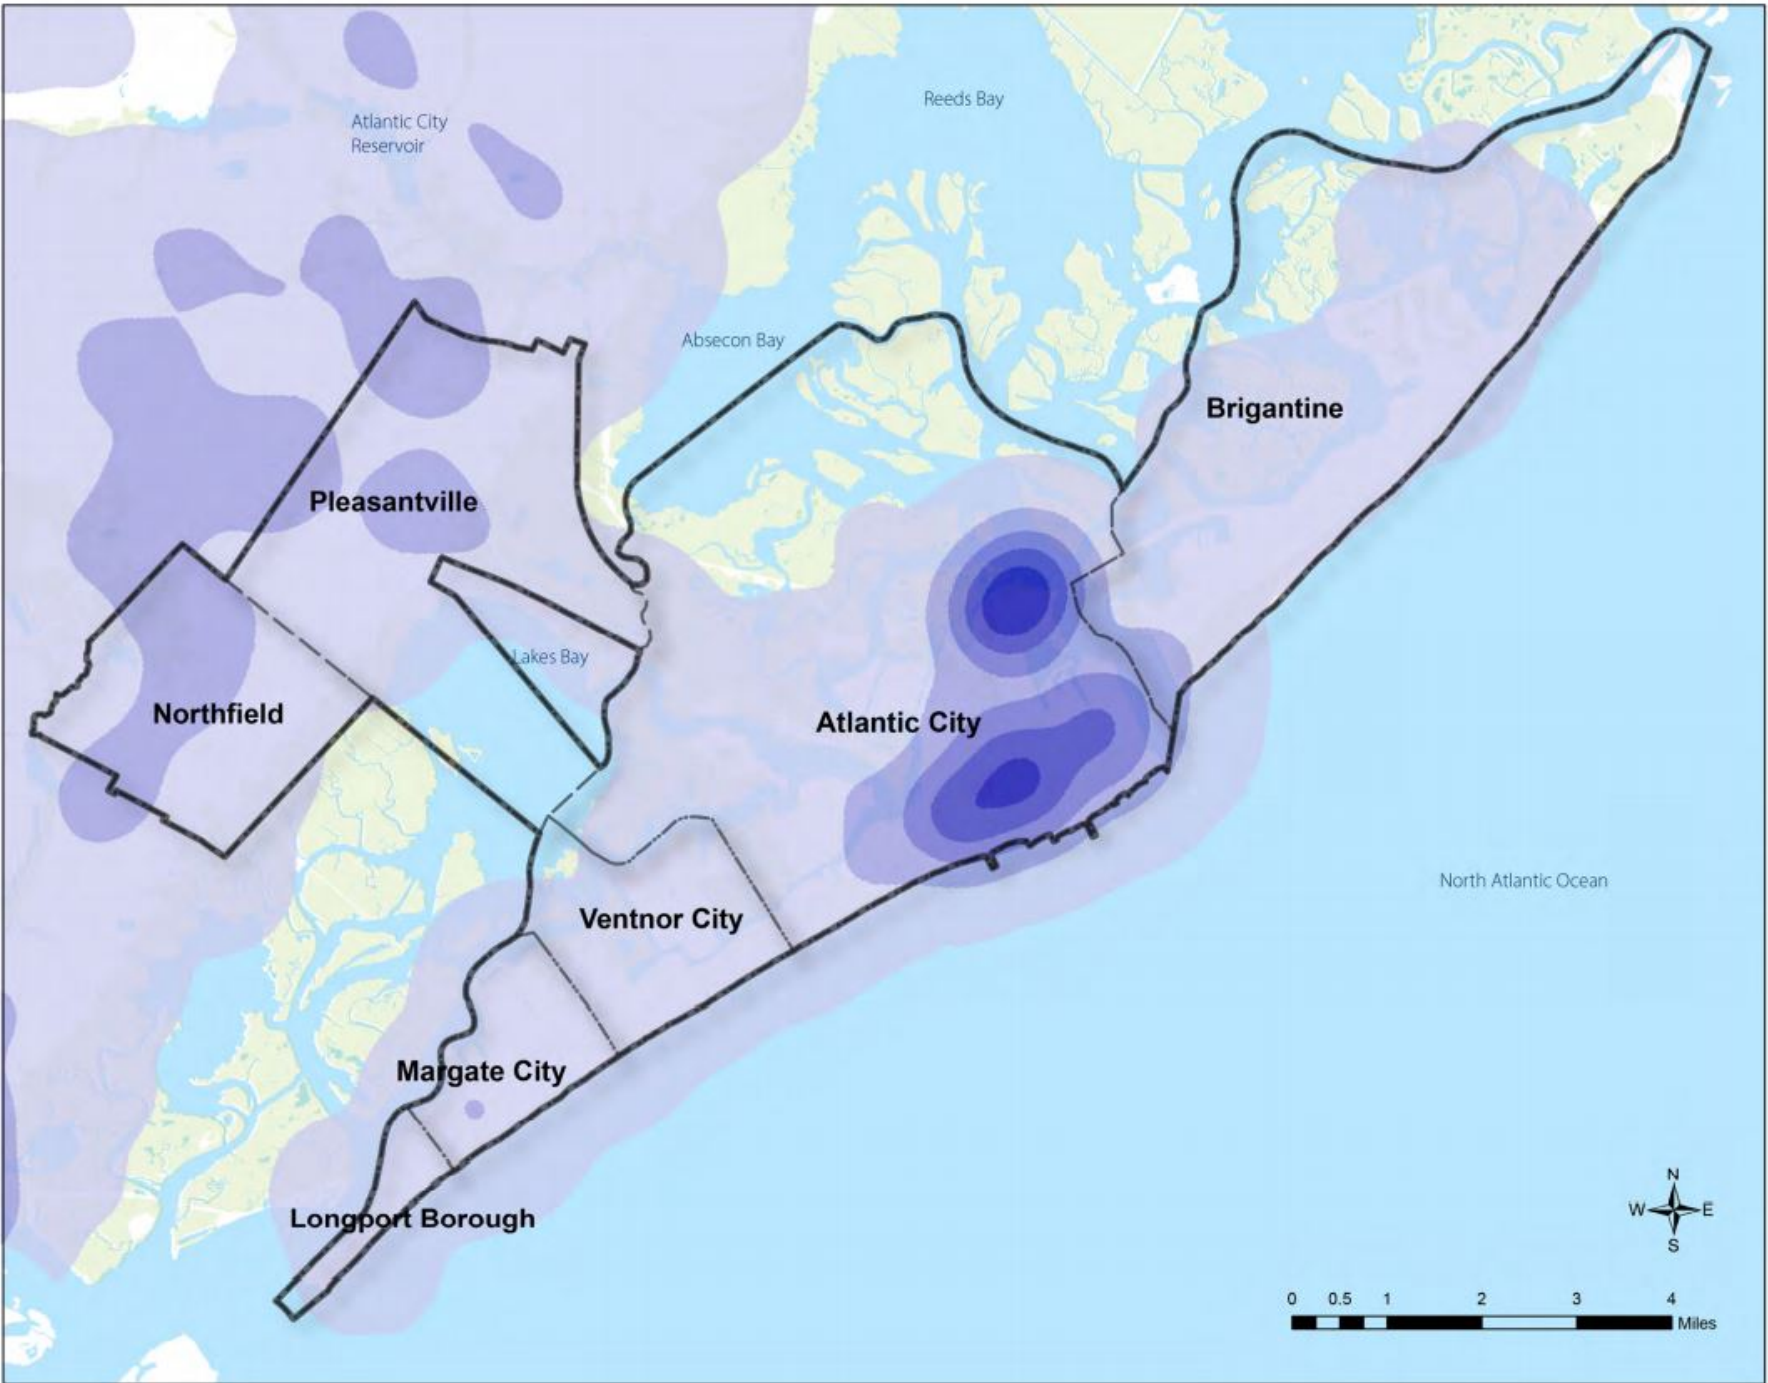 Reeds Bay
Atlantic City
Reservoir
Absecon Bay
Brigantine
Pleasantville
Lakes Bay
Northfield
Atlantic City
North Atlantic Ocean
Ventnor City
Margate City
Longport Borough
N
W E
S
0 0.5 1 2 3 4
Miles